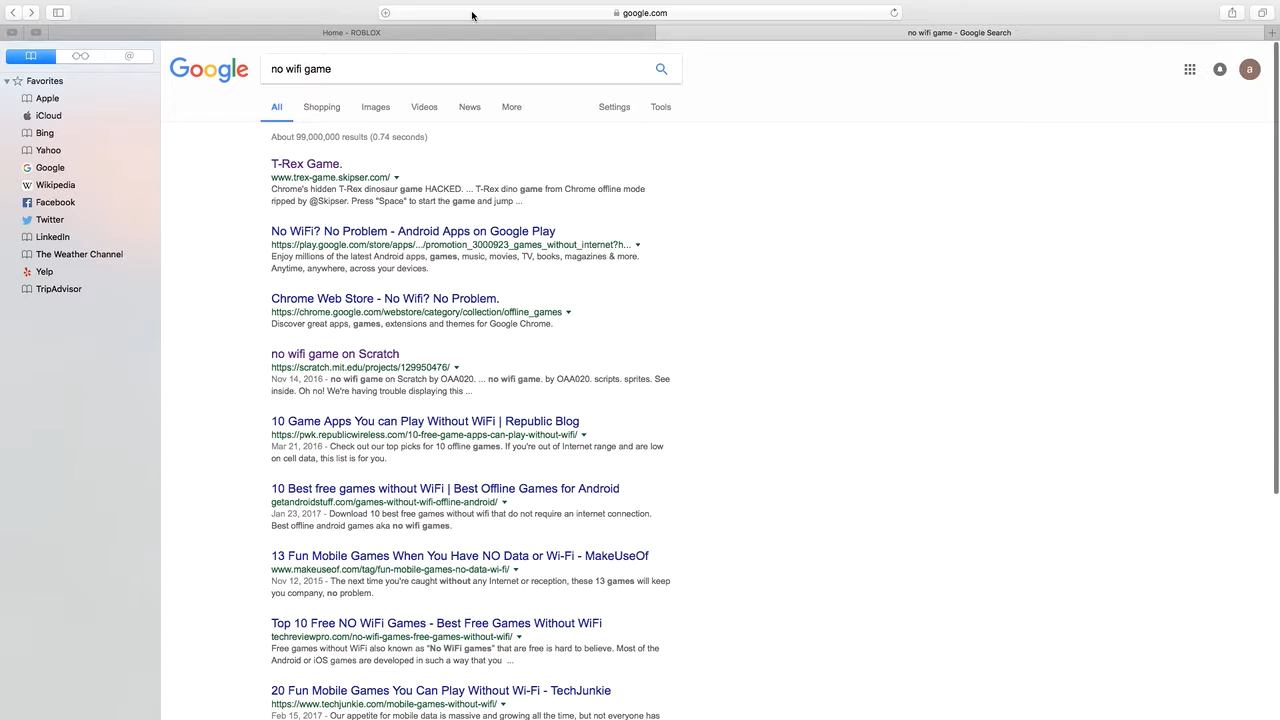 google.com
Home - ROBLOX
no wifi game - Google Search
@
Favorites
Apple
iCloud
Bing
Yahoo
Google
Wikipedia
Facebook
Twitter
LinkedIn
The Weather Channel
Yelp
TripAdvisor
Google
no wifi game
a
All
Shopping
Images
Videos
News
More
Settings
Tools
About 99,000,000 results (0.74 seconds)
T-Rex Game.
www.trex-game.skipser.com/
Chrome's hidden T-Rex dinosaur game HACKED. ... T-Rex dino game from Chrome offline mode
ripped by @Skipser. Press "Space" to start the game and jump ...
No WiFi? No Problem - Android Apps on Google Play
https://play.google.com/store/apps/.../promotion_3000923_games_without_internet?h...
Enjoy millions of the latest Android apps, games, music, movies, TV, books, magazines & more.
Anytime, anywhere, across your devices.
Chrome Web Store - No Wifi? No Problem.
https://chrome.google.com/webstore/category/collection/offline_games
Discover great apps, games, extensions and themes for Google Chrome.
no wifi game on Scratch
https://scratch.mit.edu/projects/129950476/
Nov 14, 2016 - no wifi game on Scratch by OAA020. ... no wifi game. by OAA020. scripts. sprites. See
inside. Oh no! We're having trouble displaying this ...
10 Game Apps You can Play Without WiFi | Republic Blog
https://pwk.republicwireless.com/10-free-game-apps-can-play-without-wifi/
Mar 21, 2016 - Check out our top picks for 10 offline games. If you're out of Internet range and are low
on cell data, this list is for you.
10 Best free games without WiFi | Best Offline Games for Android
getandroidstuff.com/games-without-wifi-offline-android/
Jan 23, 2017 - Download 10 best free games without wifi that do not require an internet connection.
Best offline android games aka no wifi games.
13 Fun Mobile Games When You Have NO Data or Wi-Fi - MakeUseOf
www.makeuseof.com/tag/fun-mobile-games-no-data-wi-fi/
Nov 12, 2015 - The next time you're caught without any Internet or reception, these 13 games will keep
you company, no problem.
Top 10 Free NO WiFi Games - Best Free Games Without WiFi
techreviewpro.com/no-wifi-games-free-games-without-wifi/
Free games without WiFi also known as "No WiFi games" that are free is hard to believe. Most of the
Android or iOS games are developed in such a way that you ...
20 Fun Mobile Games You Can Play Without Wi-Fi - TechJunkie
https://www.techjunkie.com/mobile-games-without-wifi/
Feb 15, 2017 - Our appetite for mobile data is massive and growing all the time, but not everyone has